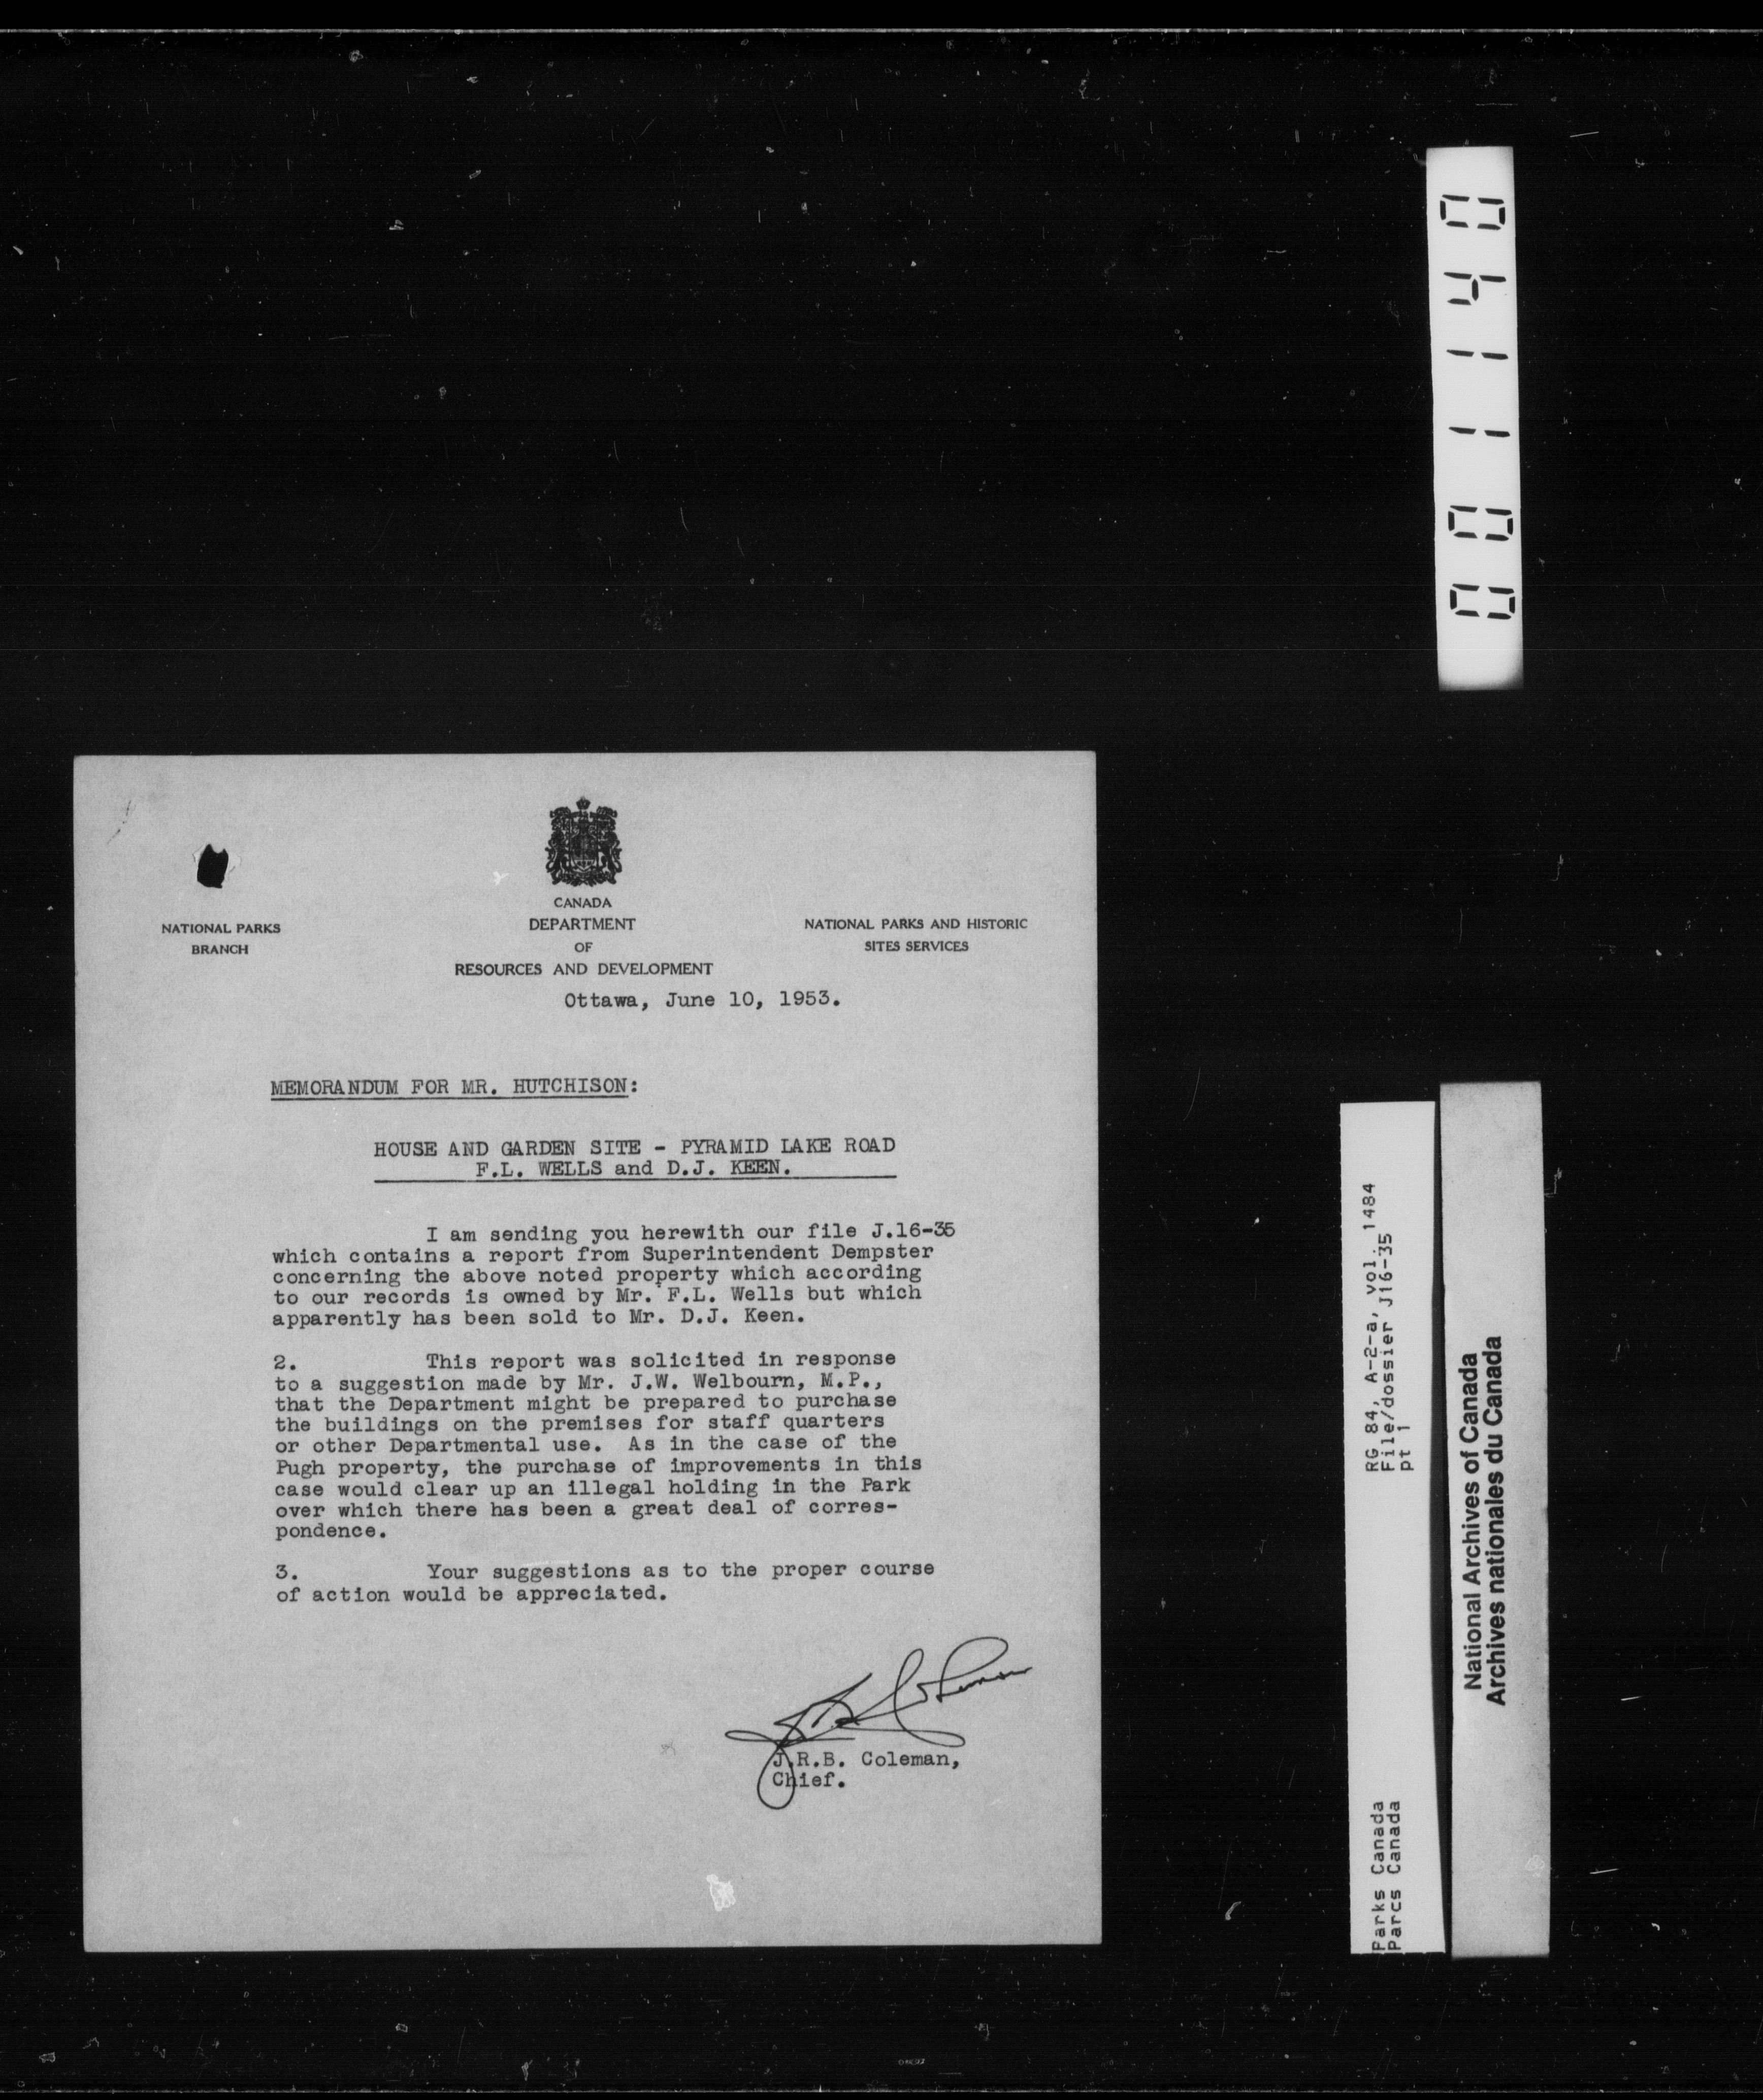 001140
CANADA
DEPARTMENT
OF
RESOURCES AND DEVELOPMENT
NATIONAL PARKS
BRANCH
NATIONAL PARKS AND HISTORIC
SITES SERVICES
Ottawa, June 10, 1953.
MEMORANDUM FOR MR. HUTCHISON:
HOUSE AND GARDEN SITE - PYRAMID LAKE ROAD
F.L. WELLS and D.J. KEEN.
I am sending you herewith our file J.16-35
which contains a report from Superintendent Dempster
concerning the above noted property which according
to our records is owned by Mr. F.L. Wells but which
apparently has been sold to Mr. D.J. Keen.
2. This report was solicited in response
to a suggestion made by Mr. J.W. Welbourn, M.P.,
that the Department might be prepared to purchase
the buildings on the premises for staff quarters
or other Departmental use. As in the case of the
Pugh property, the purchase of improvements in this
case would clear up an illegal holding in the Park
over which there has been a great deal of corres-
pondence.
3. Your suggestions as to the proper course
of action would be appreciated.
J.R.B. Coleman
J.R.B. Coleman,
Chief.
RG 84, A-2-a, vol. 1484
File/dossier J16-35
pt 1
Parks Canada
Parcs Canada
National Archives of Canada
Archives nationales du Canada